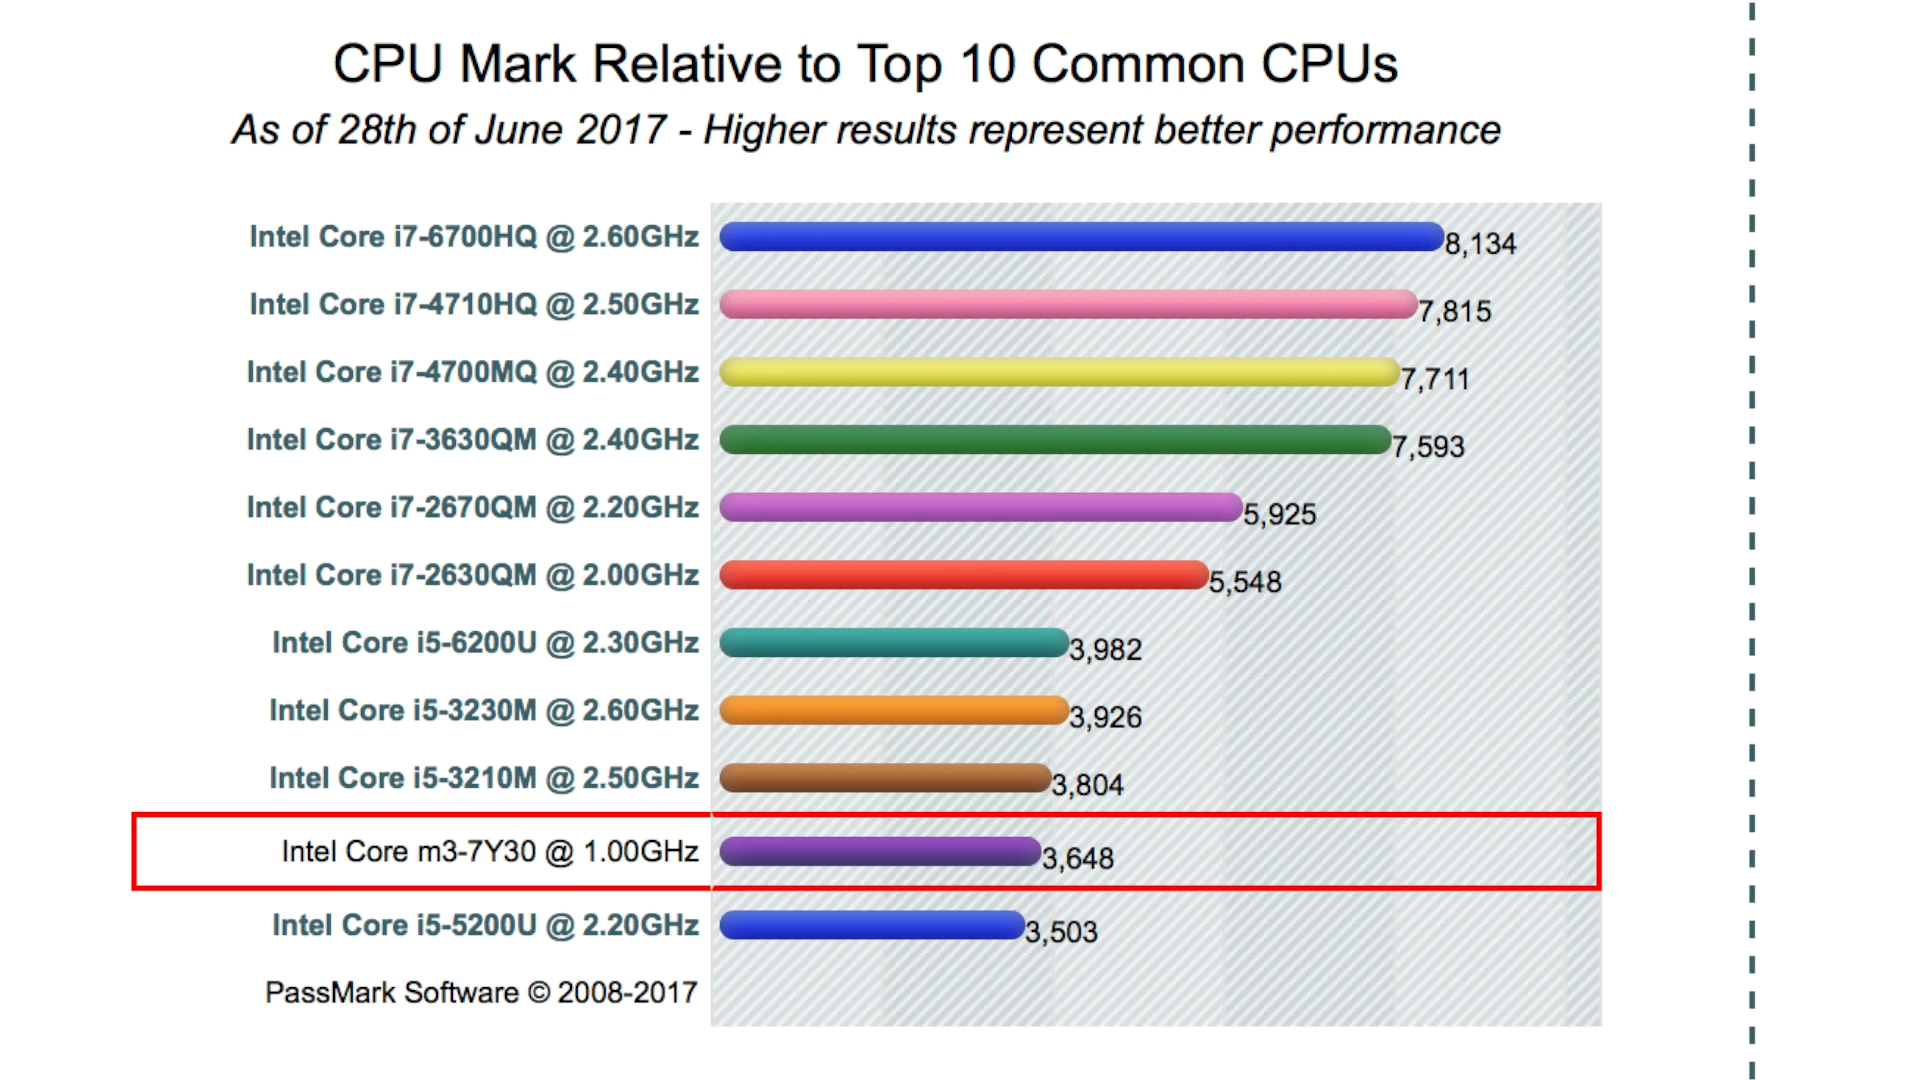 CPU Mark Relative to Top 10 Common CPUs
As of 28th of June 2017 - Higher results represent better performance
Intel Core i7-6700HQ @ 2.60GHz 8,134
Intel Core i7-4710HQ @ 2.50GHz 7,815
Intel Core i7-4700MQ @ 2.40GHz 7,711
Intel Core i7-3630QM @ 2.40GHz 7,593
Intel Core i7-2670QM @ 2.20GHz 5,925
Intel Core i7-2630QM @ 2.00GHz 5,548
Intel Core i5-6200U @ 2.30GHz 3,982
Intel Core i5-3230M @ 2.60GHz 3,926
Intel Core i5-3210M @ 2.50GHz 3,804
Intel Core m3-7Y30 @ 1.00GHz 3,648
Intel Core i5-5200U @ 2.20GHz 3,503
PassMark Software © 2008-2017